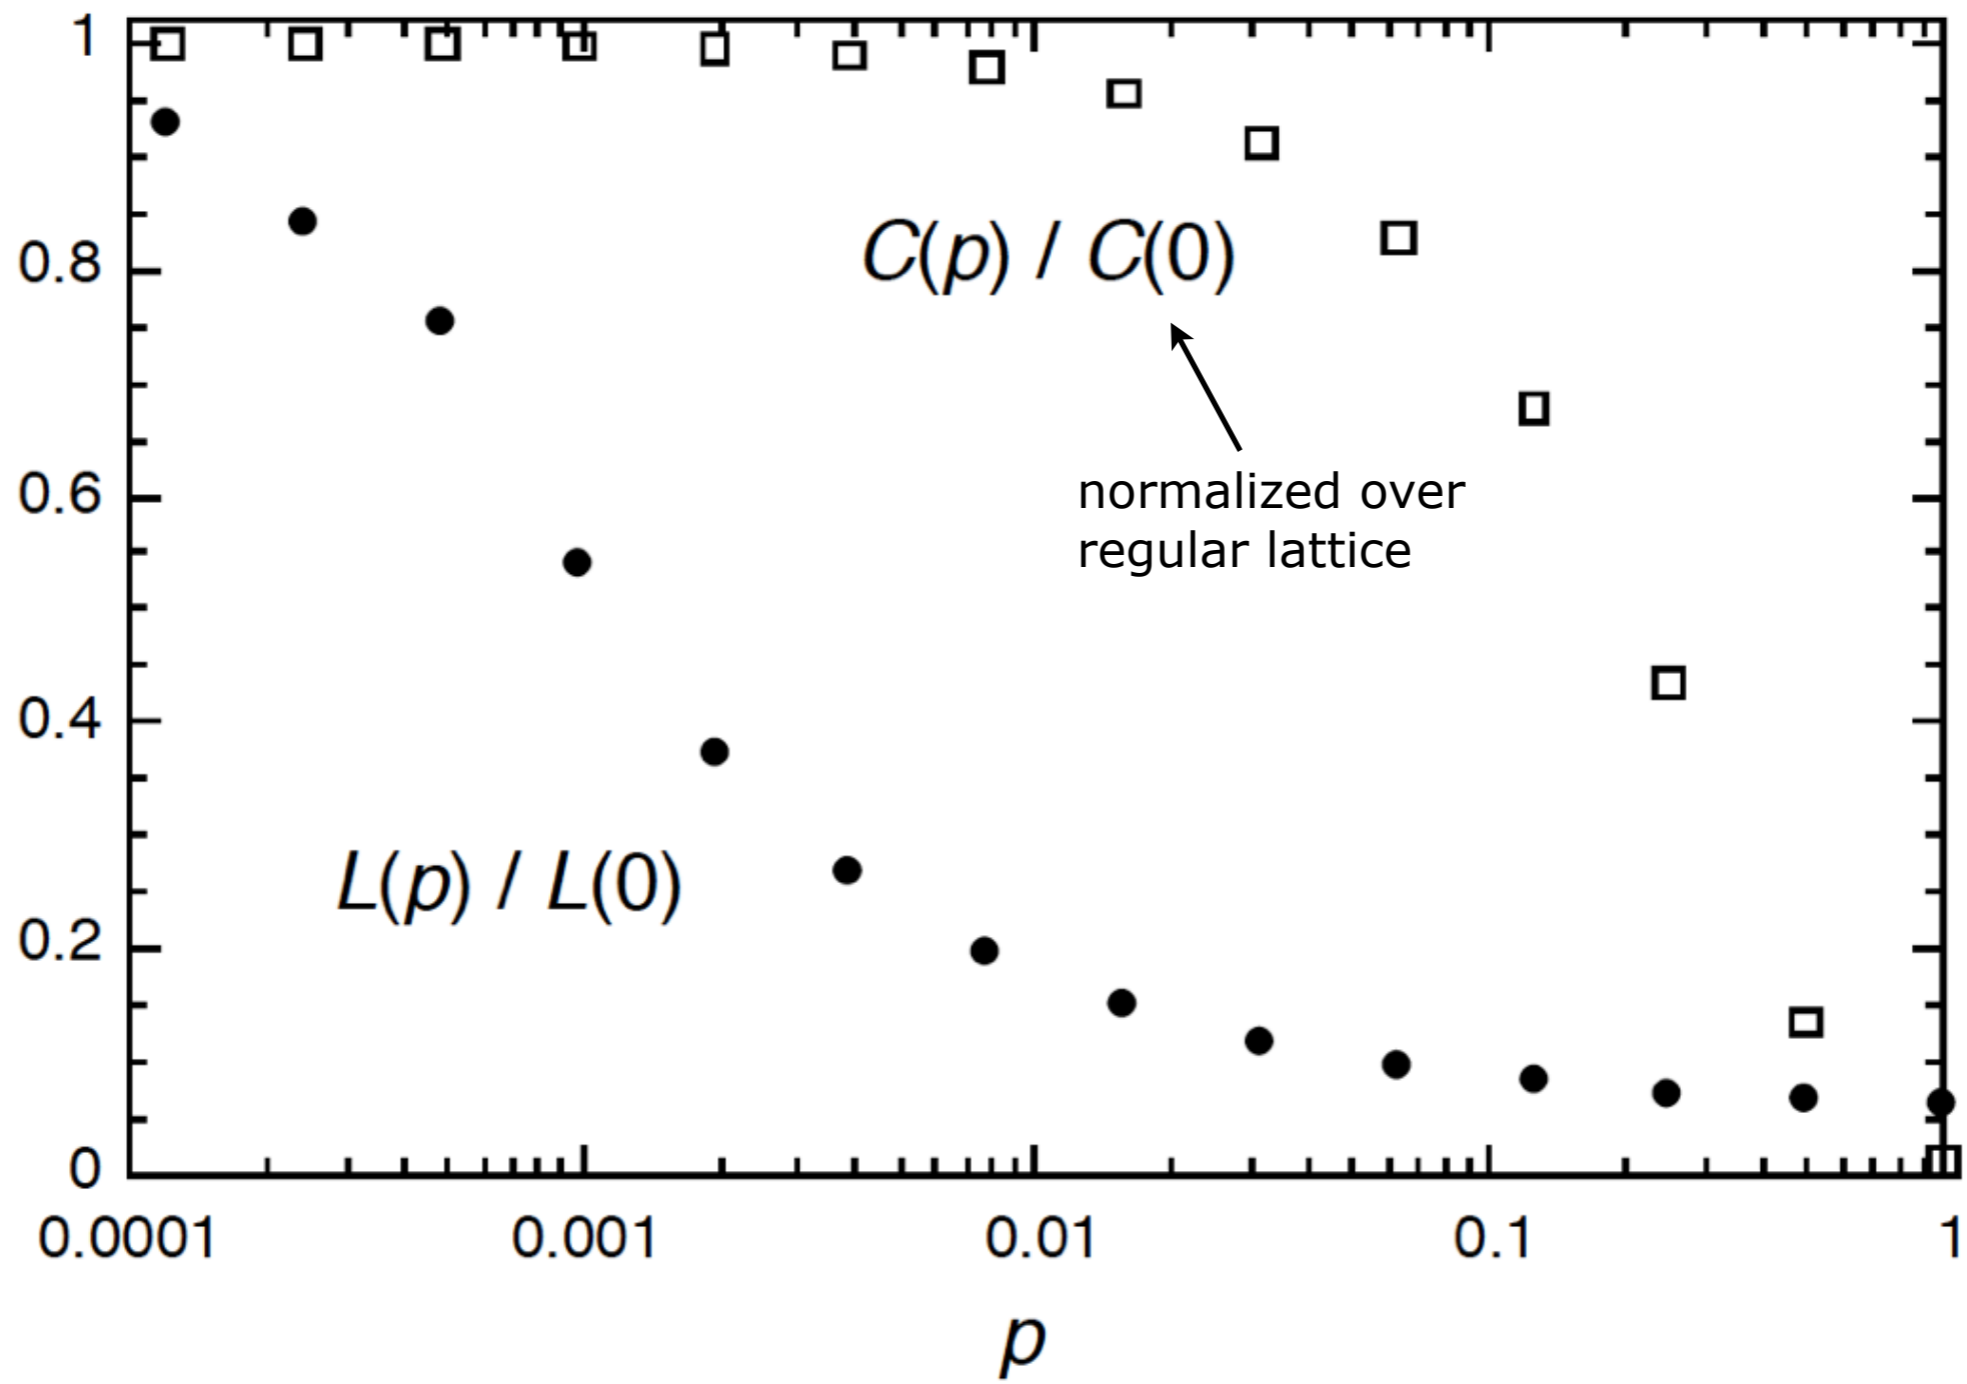 1
0.8
0.6
0.4
0.2
0
C(p) / C(0)
normalized over
regular lattice
L(p) / L(0)
0.0001 0.001 0.01 0.1 1
p